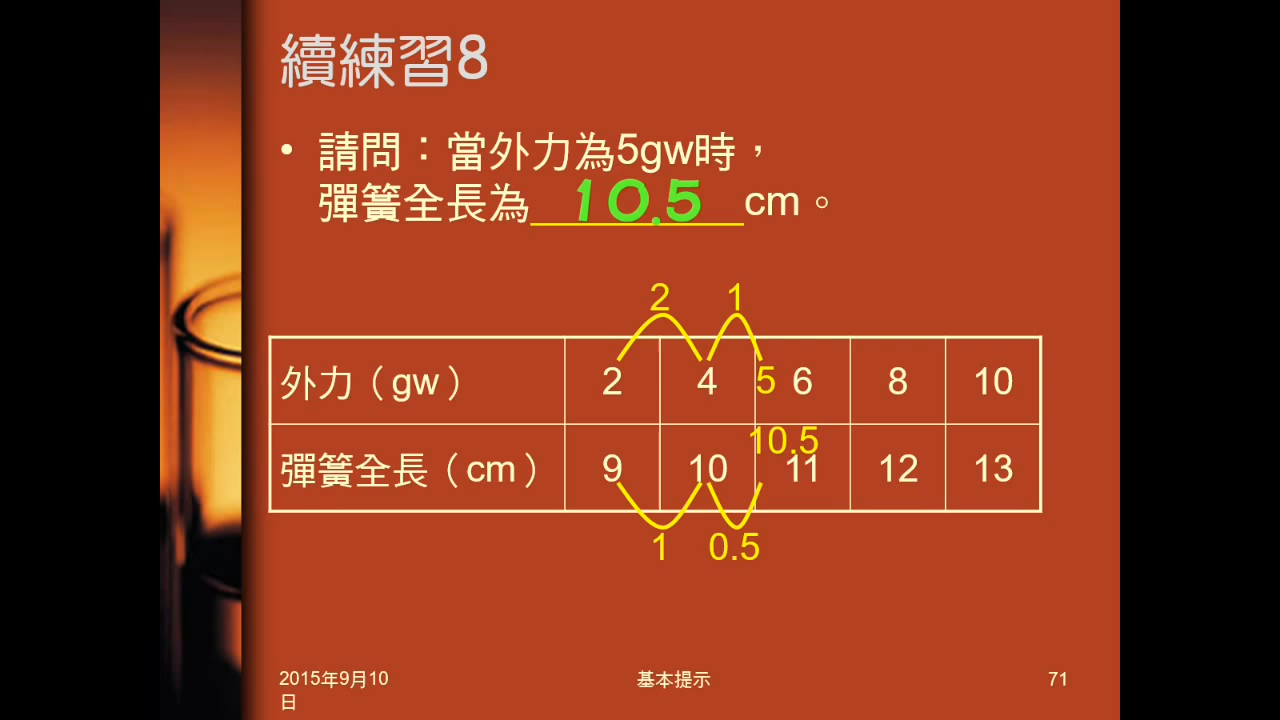 續練習8
• 請問：當外力為5gw時，
彈簧全長為10.5cm。
2 1
外力（gw） 2 4 5 6 8 10
10.5
彈簧全長（cm） 9 10 11 12 13
1 0.5
2015年9月10
日
基本提示
71